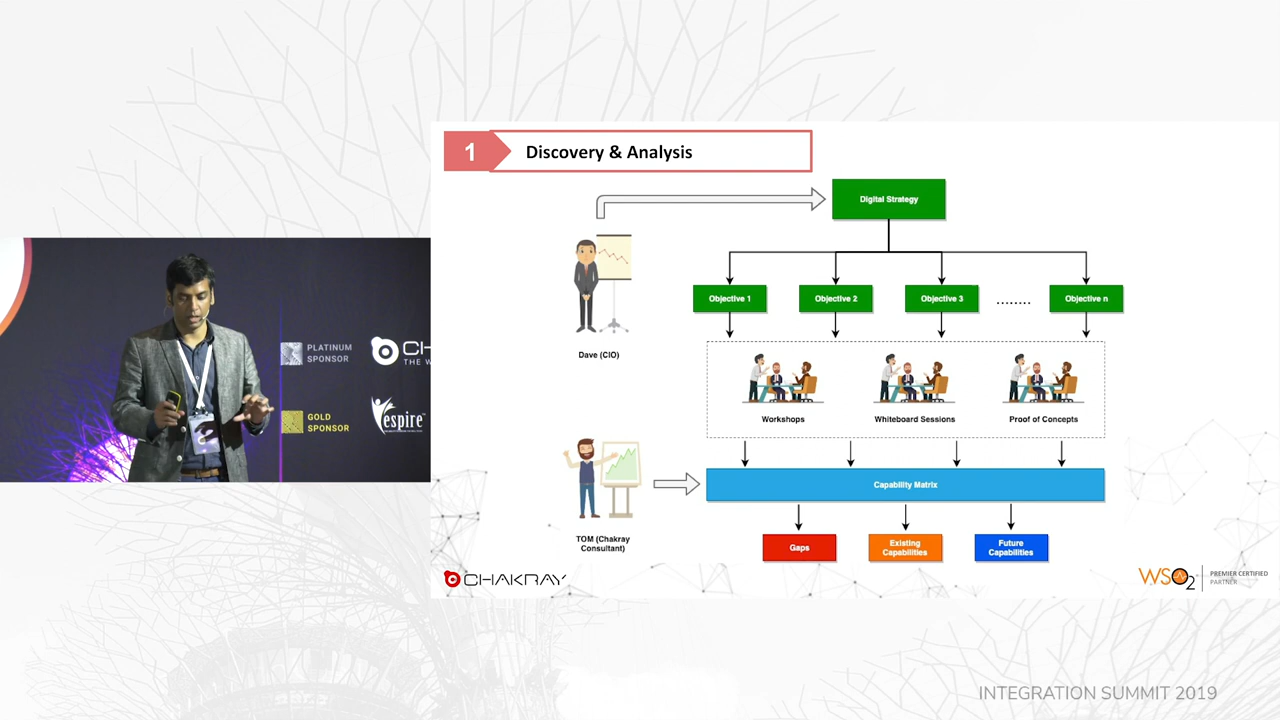 1
Discovery & Analysis
Digital Strategy
Objective 1
Objective 2
Objective 3
........
Objective n
Dave (CIO)
Workshops
Whiteboard Sessions
Proof of Concepts
TOM (Chakray
Consultant)
Capability Matrix
Gaps
Existing
Capabilities
Future
Capabilities
CHAKRAY
WSO2
PREMIER CERTIFIED
PARTNER
PLATINUM
SPONSOR
CH
THE W
GOLD
SPONSOR
espire
INTEGRATION SUMMIT 2019